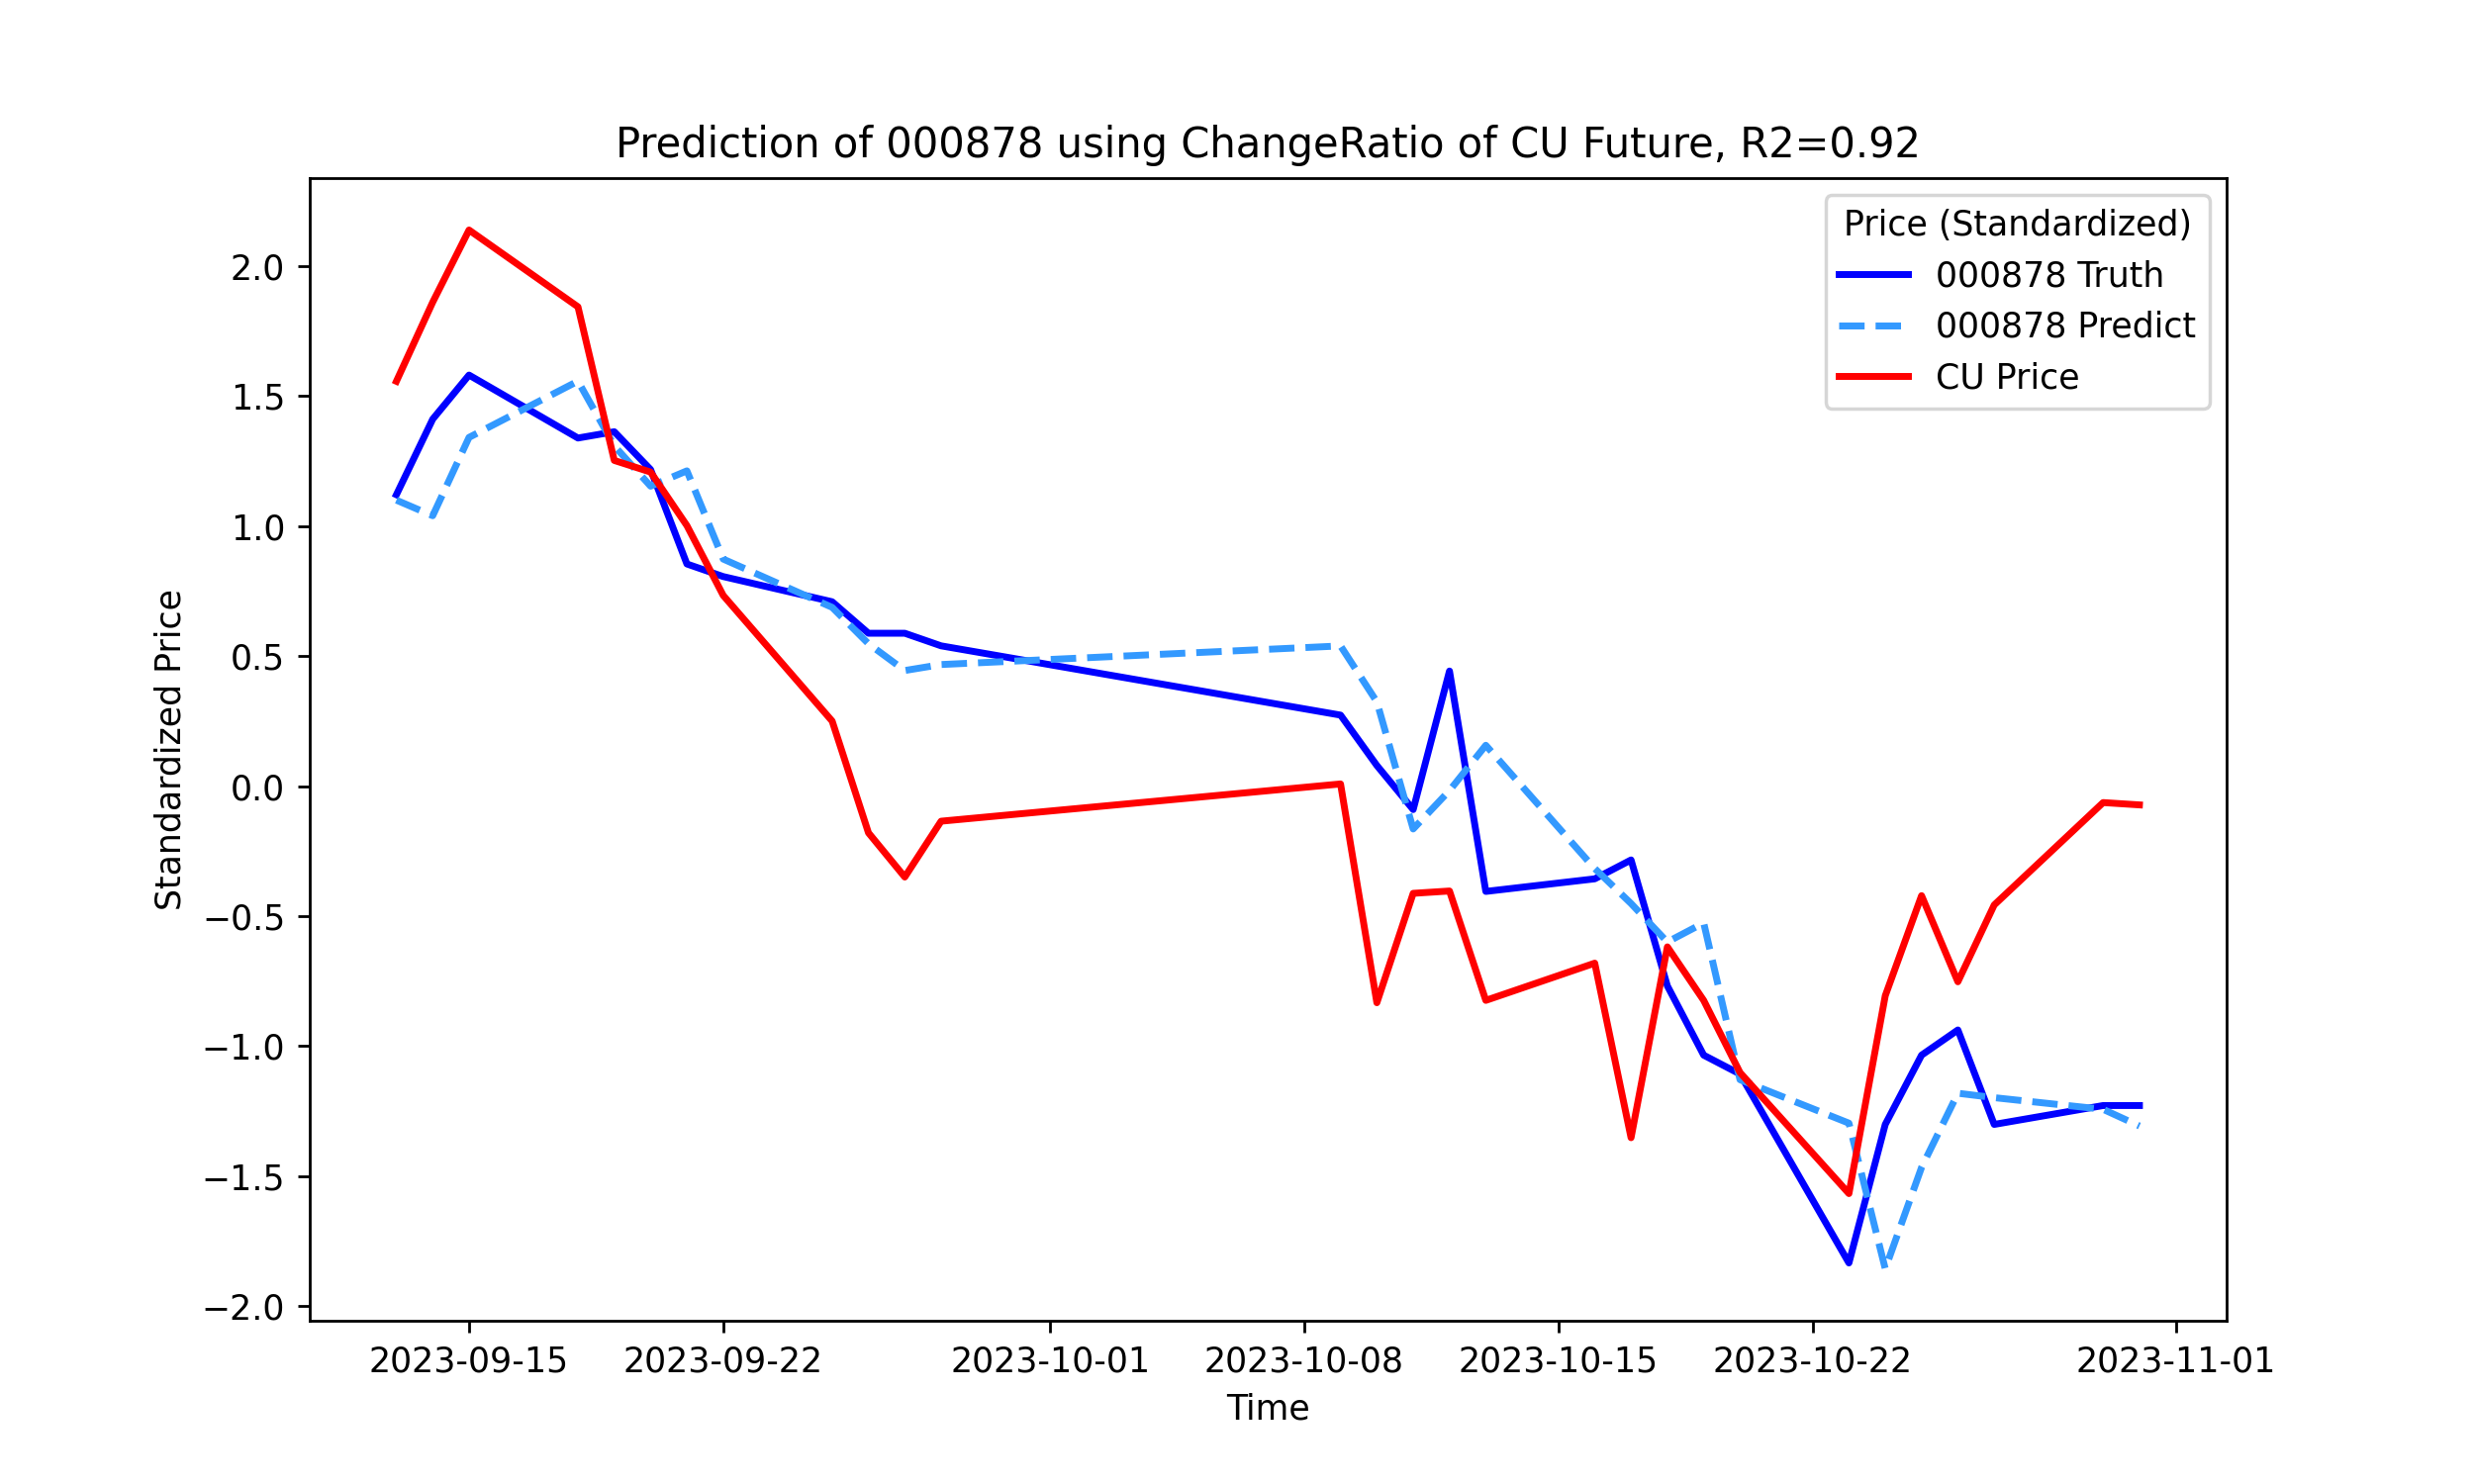 Prediction of 000878 using ChangeRatio of CU Future, R2=0.92
Price (Standardized)
000878 Truth
000878 Predict
CU Price
Standardized Price
2.0
1.5
1.0
0.5
0.0
−0.5
−1.0
−1.5
−2.0
2023-09-15 2023-09-22 2023-10-01 2023-10-08 2023-10-15 2023-10-22 2023-11-01
Time